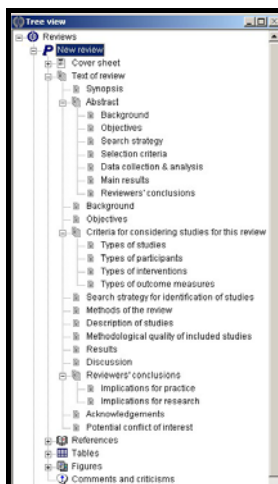 Tree view
Reviews
New review
Cover sheet
Text of review
Synopsis
Abstract
Background
Objectives
Search strategy
Selection criteria
Data collection & analysis
Main results
Reviewers' conclusions
Background
Objectives
Criteria for considering studies for this review
Types of studies
Types of participants
Types of interventions
Types of outcome measures
Search strategy for identification of studies
Methods of the review
Description of studies
Methodological quality of included studies
Results
Discussion
Reviewers' conclusions
Implications for practice
Implications for research
Acknowledgements
Potential conflict of interest
References
Tables
Figures
Comments and criticisms